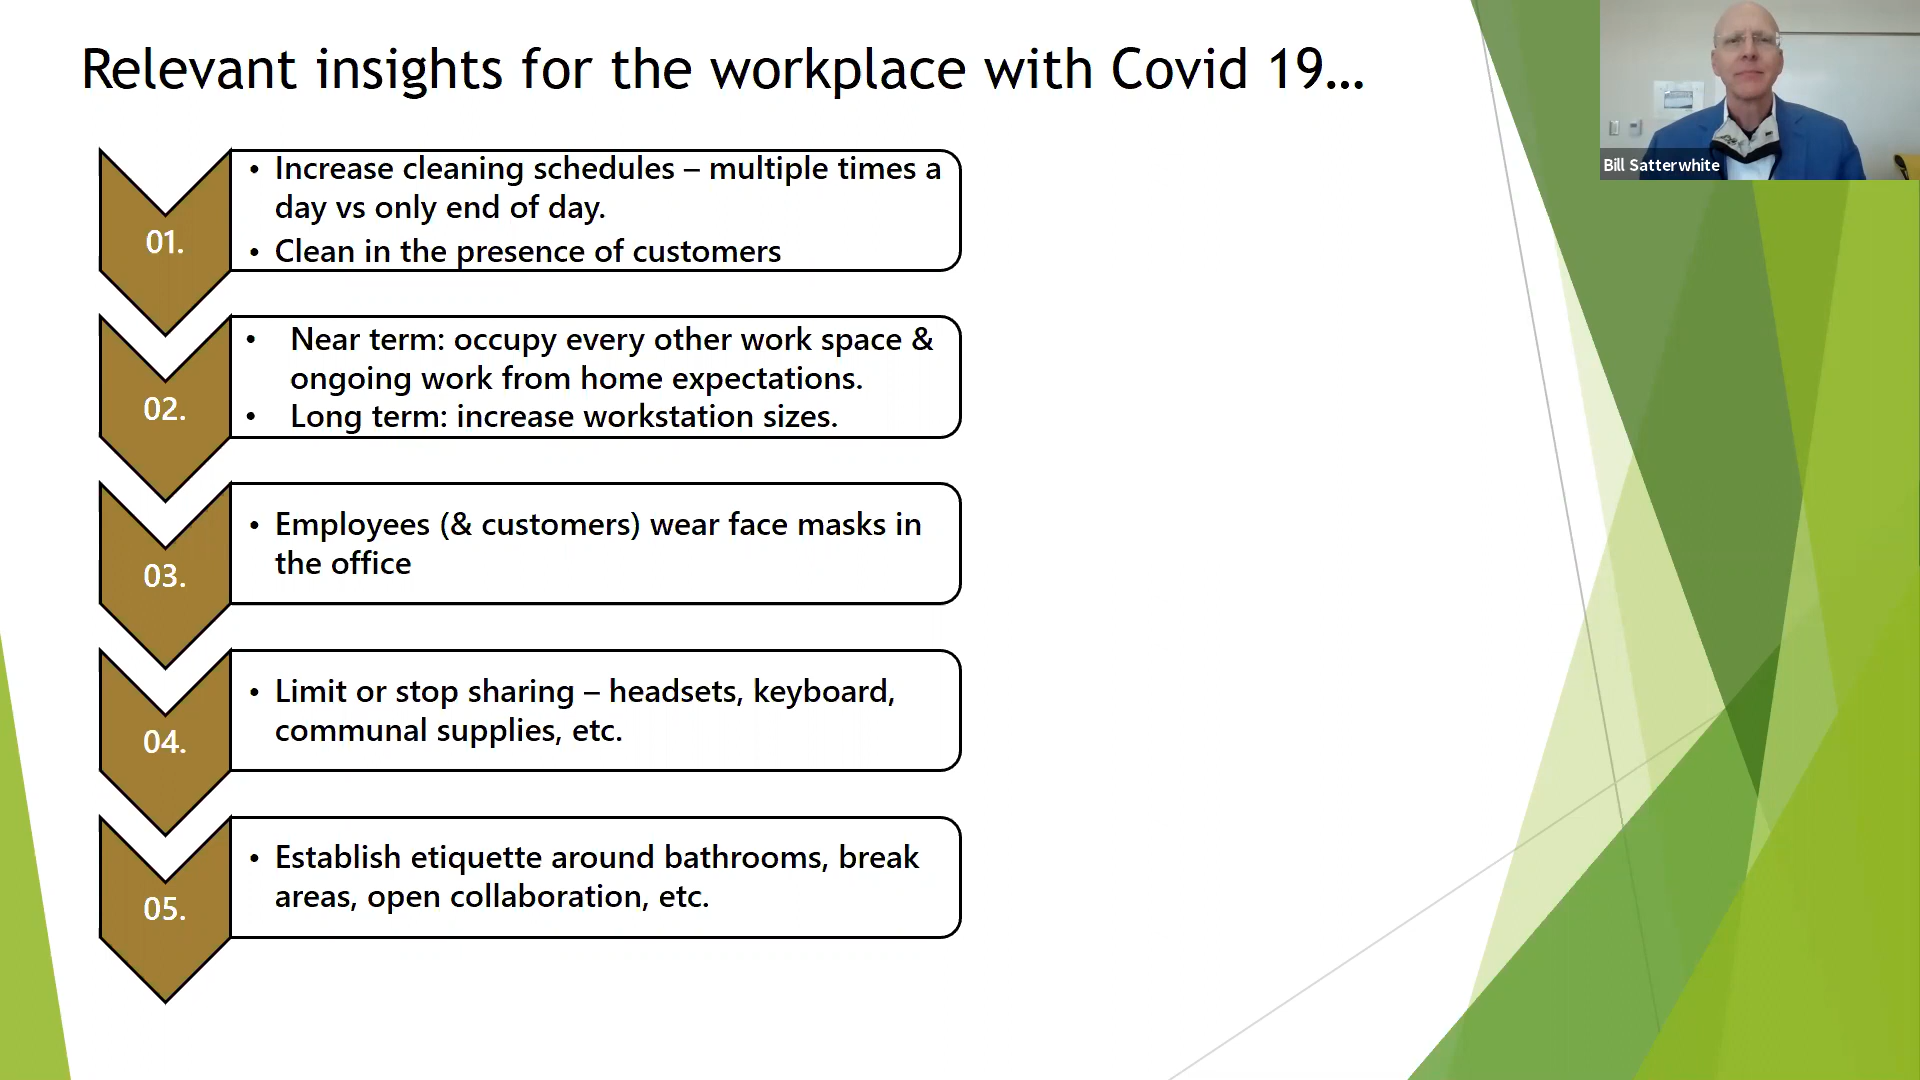 Relevant insights for the workplace with Covid 19...
Bill Satterwhite
01.
• Increase cleaning schedules – multiple times a
day vs only end of day.
• Clean in the presence of customers
02.
• Near term: occupy every other work space &
ongoing work from home expectations.
• Long term: increase workstation sizes.
03.
• Employees (& customers) wear face masks in
the office
04.
• Limit or stop sharing – headsets, keyboard,
communal supplies, etc.
05.
• Establish etiquette around bathrooms, break
areas, open collaboration, etc.